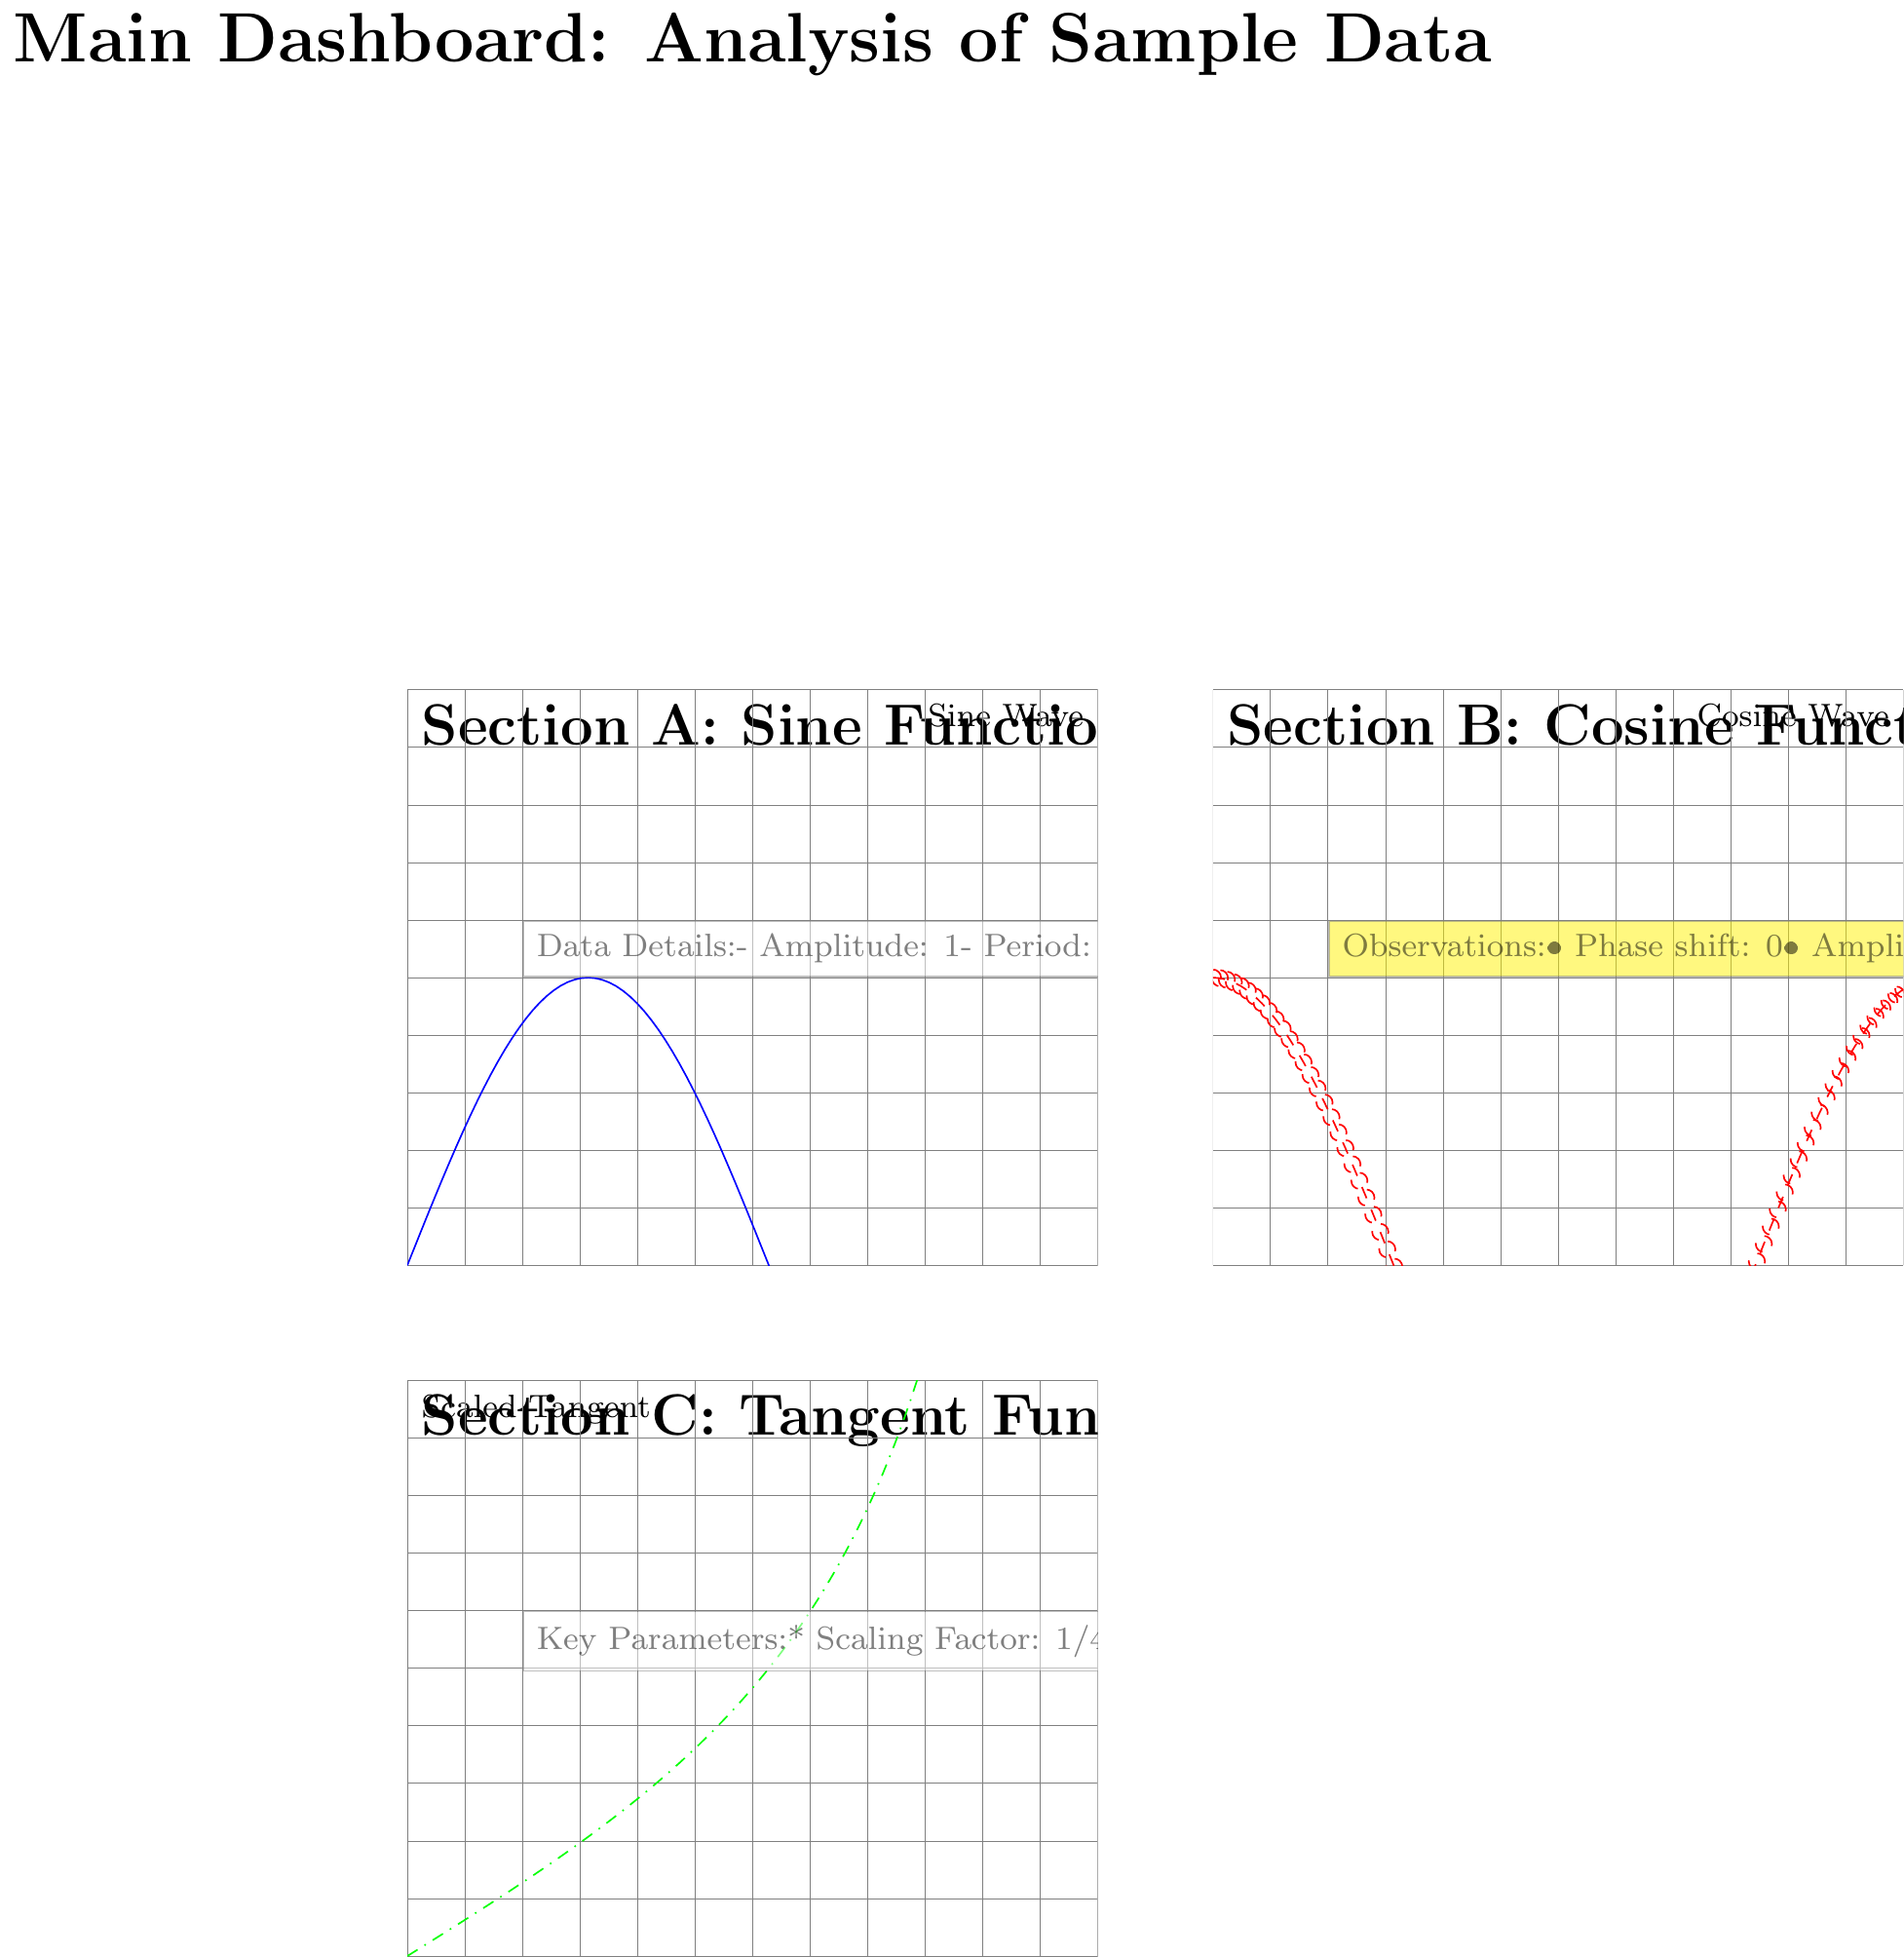 Main Dashboard: Analysis of Sample Data
Section A: Sine Functio
Sine Wave
Data Details:- Amplitude: 1- Period:
Section B: Cosine Funct
Cosine Wave
Observations:• Phase shift: 0• Ampli
Section C: Tangent Fun
Scaled Tangent
Key Parameters:* Scaling Factor: 1/4